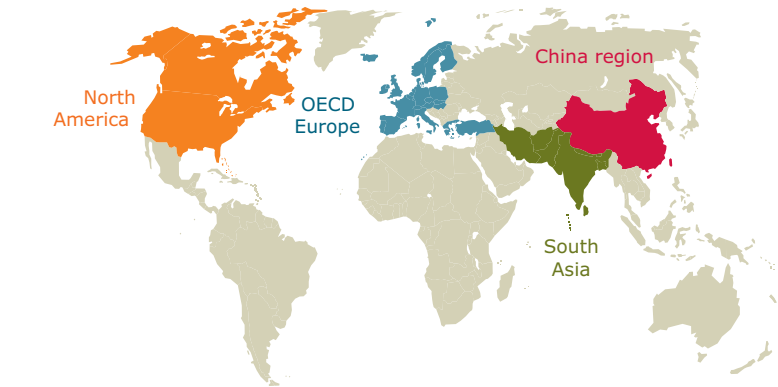 China region
North
America
OECD
Europe
South
Asia